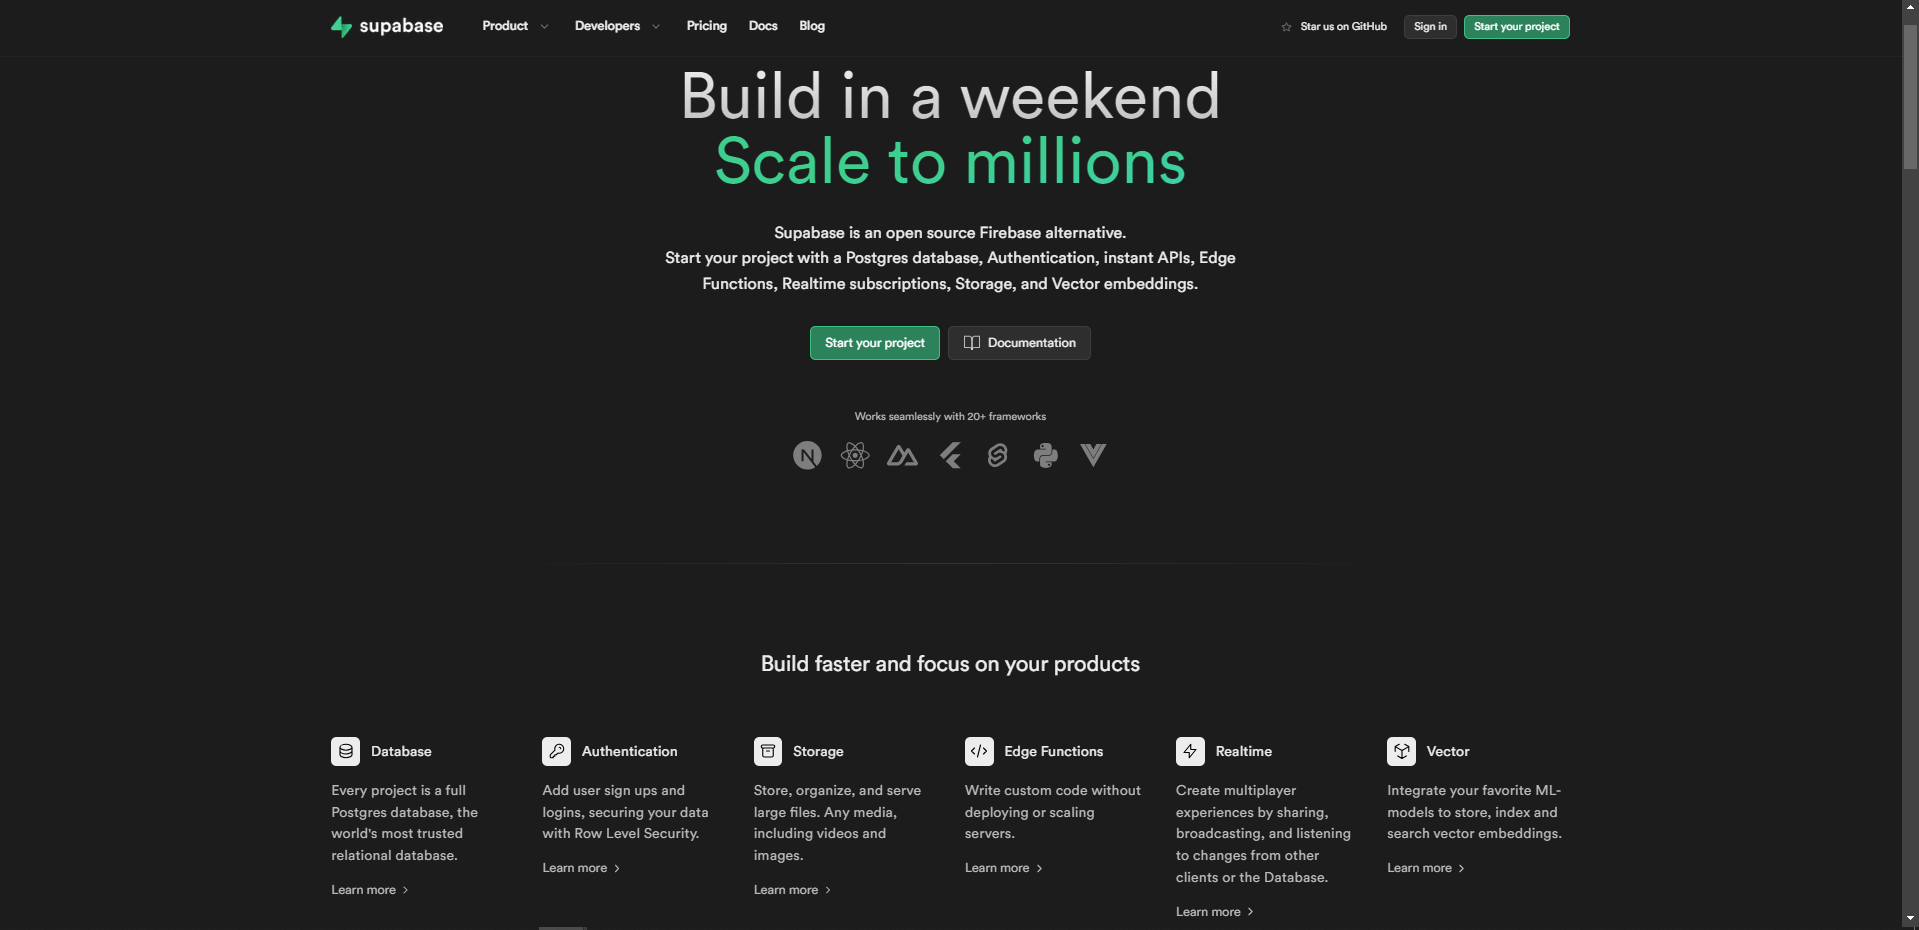 supabase Product Developers Pricing Docs Blog Star us on GitHub Sign in Start your project
Build in a weekend
Scale to millions
Supabase is an open source Firebase alternative.
Start your project with a Postgres database, Authentication, instant APIs, Edge
Functions, Realtime subscriptions, Storage, and Vector embeddings.
Start your project Documentation
Works seamlessly with 20+ frameworks
N
Build faster and focus on your products
Database
Every project is a full
Postgres database, the
world's most trusted
relational database.
Learn more
Authentication
Add user sign ups and
logins, securing your data
with Row Level Security.
Learn more
Storage
Store, organize, and serve
large files. Any media,
including videos and
images.
Learn more
Edge Functions
Write custom code without
deploying or scaling
servers.
Learn more
Realtime
Create multiplayer
experiences by sharing,
broadcasting, and listening
to changes from other
clients or the Database.
Learn more
Vector
Integrate your favorite ML-
models to store, index and
search vector embeddings.
Learn more